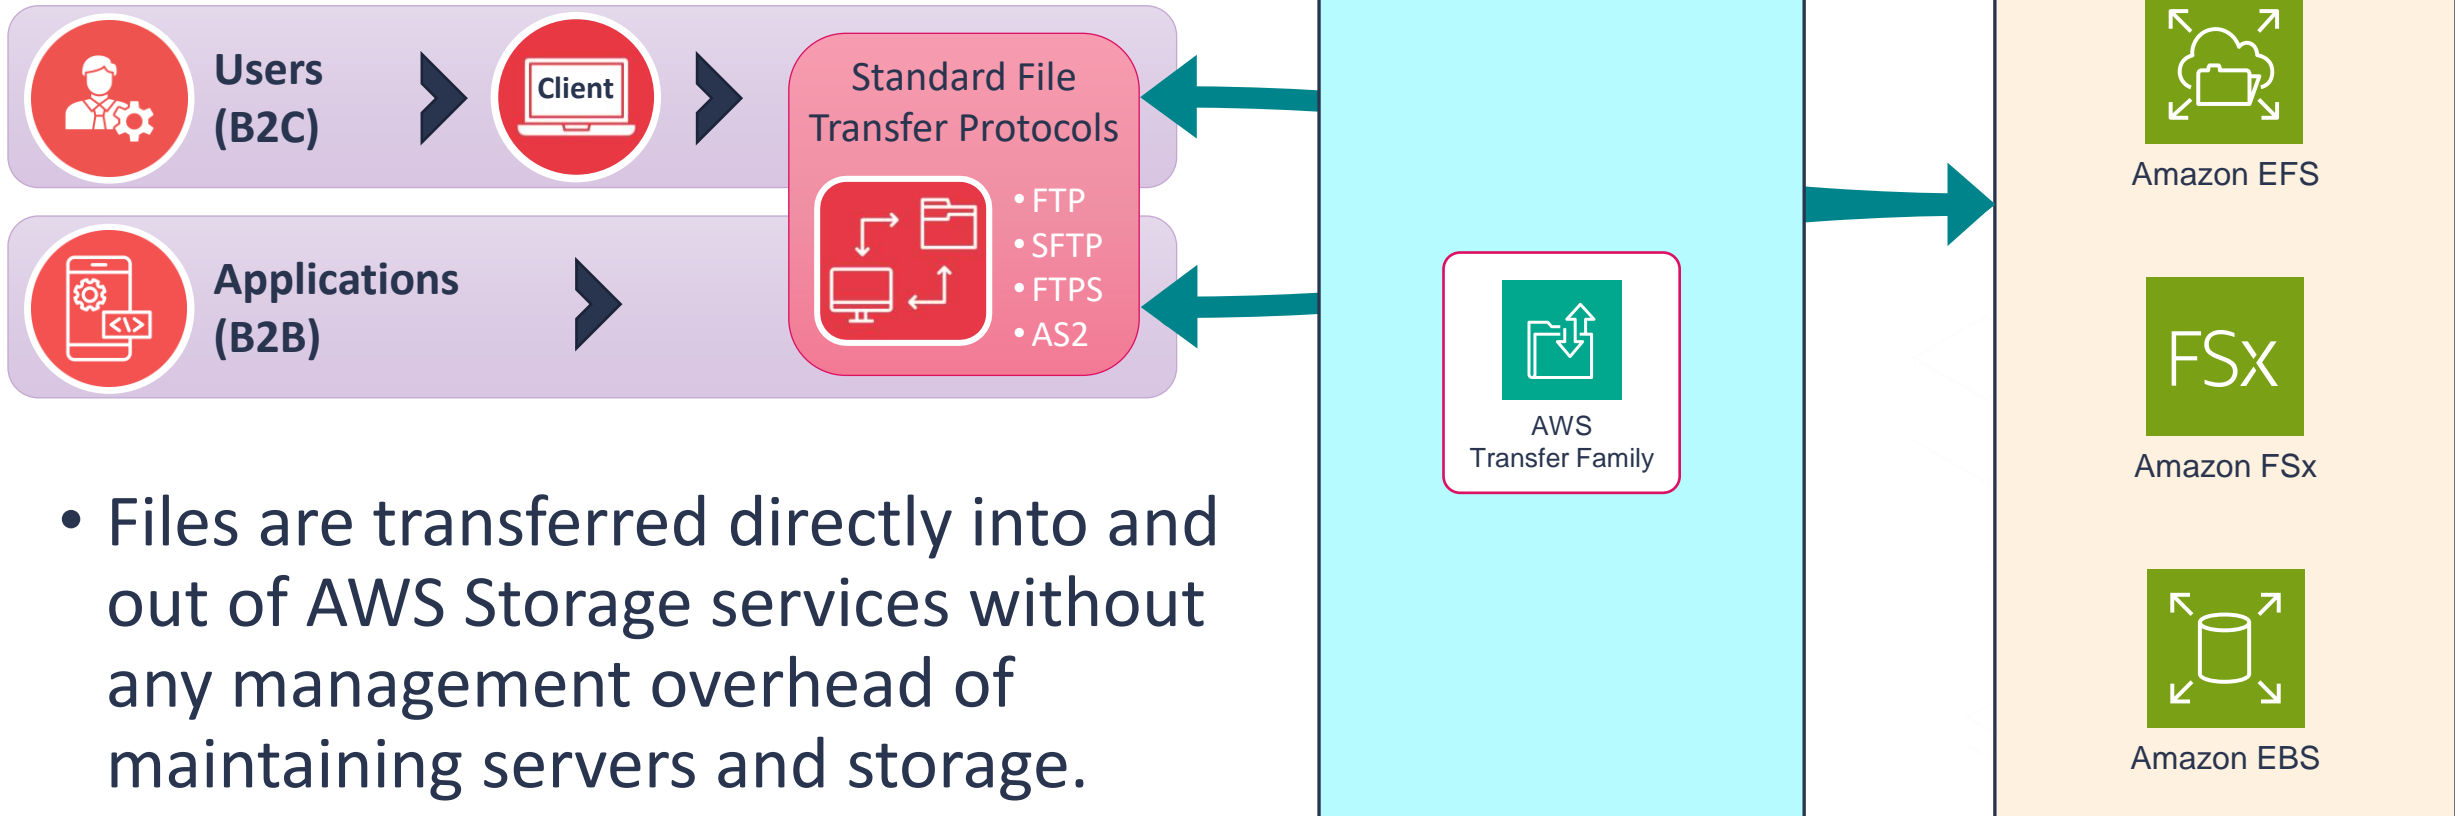 Users
(B2C)
Client
Standard File
Transfer Protocols
• FTP
• SFTP
• FTPS
• AS2
Applications
(B2B)
• Files are transferred directly into and
out of AWS Storage services without
any management overhead of
maintaining servers and storage.
AWS
Transfer Family
Amazon EFS
FSx
Amazon FSx
Amazon EBS